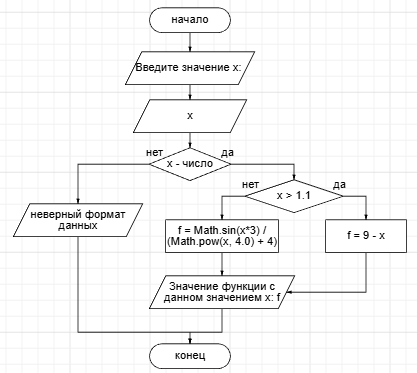 начало
Введите значение x:
x
нет
x - число
да
нет
x > 1.1
да
неверный формат
данных
f = Math.sin(x*3) /
(Math.pow(x, 4.0) + 4)
f = 9 - x
Значение функции с
данном значением x: f
конец